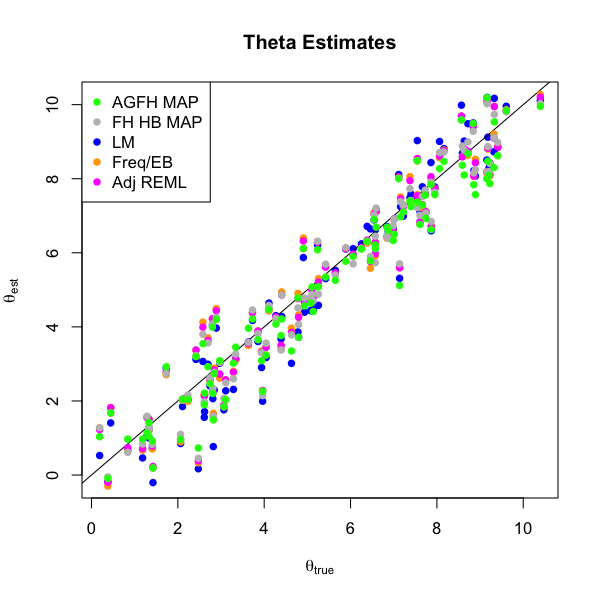 Theta Estimates
AGFH MAP
FH HB MAP
LM
Freq/EB
Adj REML
10
8
6
4
2
0
θest
0 2 4 6 8 10
θtrue